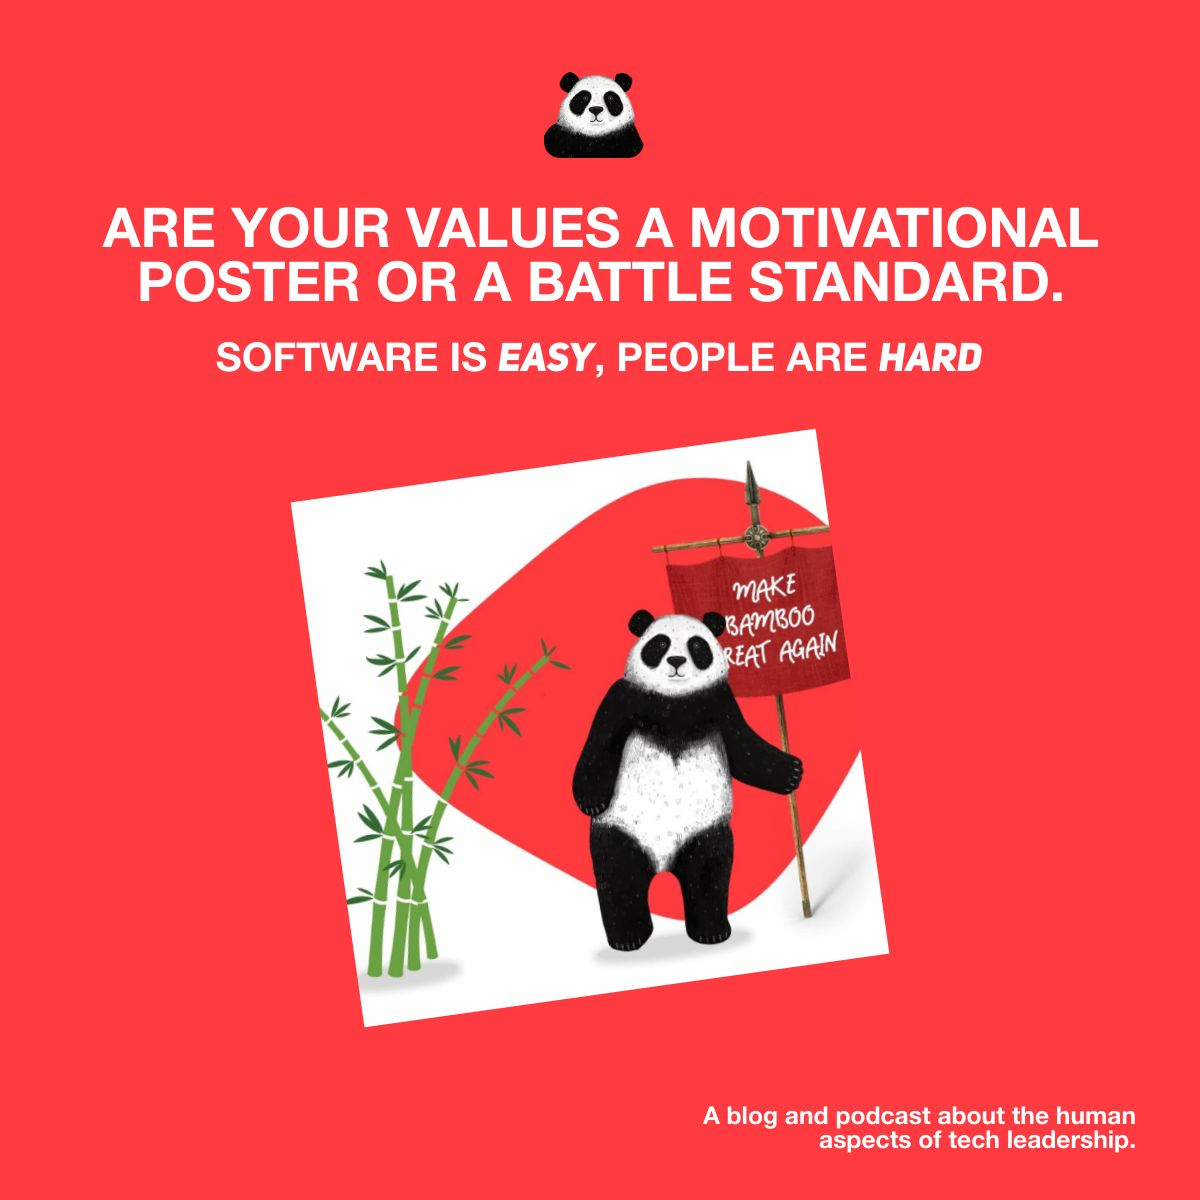 ARE YOUR VALUES A MOTIVATIONAL
POSTER OR A BATTLE STANDARD.
SOFTWARE IS EASY, PEOPLE ARE HARD
MAKE
BAMBOO
REAT AGAIN
A blog and podcast about the human
aspects of tech leadership.